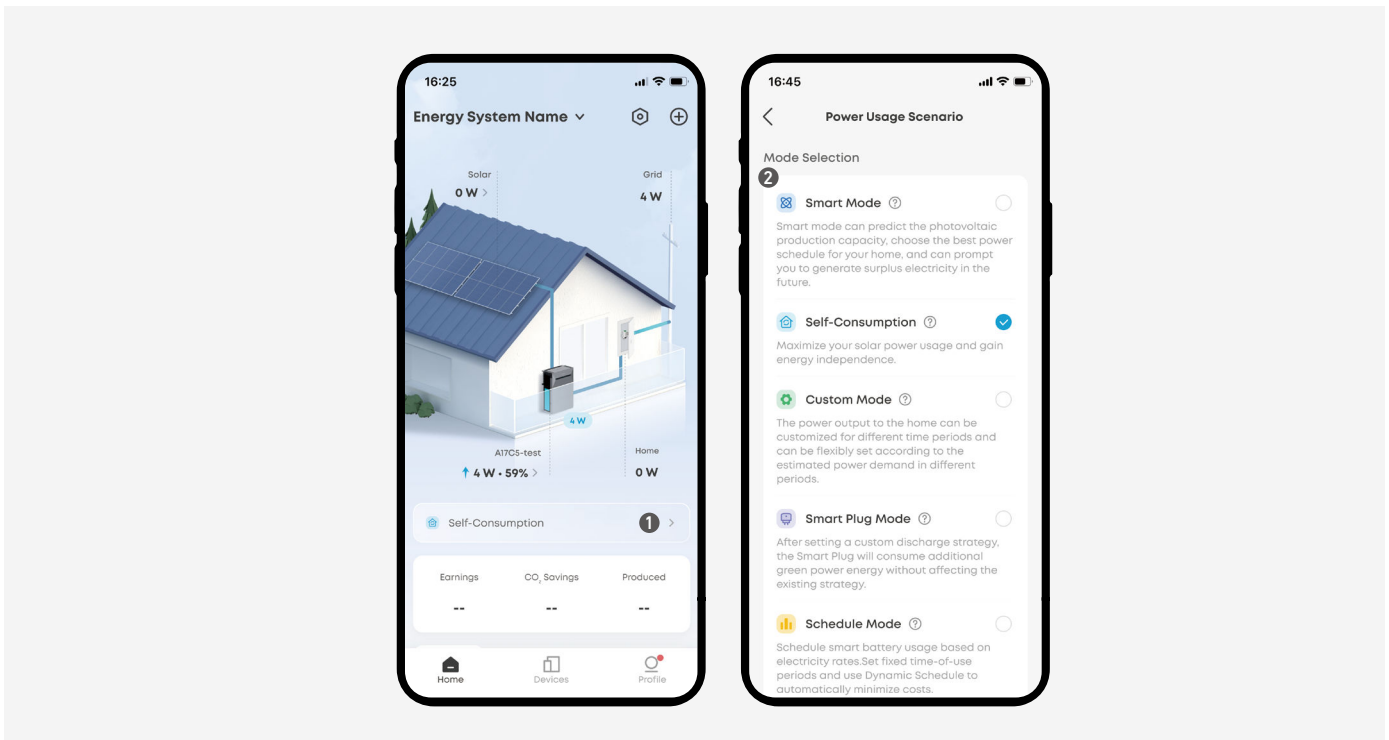 16:25
Energy System Name
Solar
0 W >
Grid
4 W
4 W
A17C5-test
↑ 4 W • 59% >
Home
0 W
Self-Consumption
1
Earnings
CO₂ Savings
Produced
--
--
--
Home
Devices
Profile
16:45
Power Usage Scenario
Mode Selection
2
Smart Mode ?
Smart mode can predict the photovoltaic
production capacity, choose the best power
schedule for your home, and can prompt
you to generate surplus electricity in the
future.
Self-Consumption ?
Maximize your solar power usage and gain
energy independence.
Custom Mode ?
The power output to the home can be
customized for different time periods and
can be flexibly set according to the
estimated power demand in different
periods.
Smart Plug Mode ?
After setting a custom discharge strategy,
the Smart Plug will consume additional
green power energy without affecting the
existing strategy.
Schedule Mode ?
Schedule smart battery usage based on
electricity rates.Set fixed time-of-use
periods and use Dynamic Schedule to
automatically minimize costs.